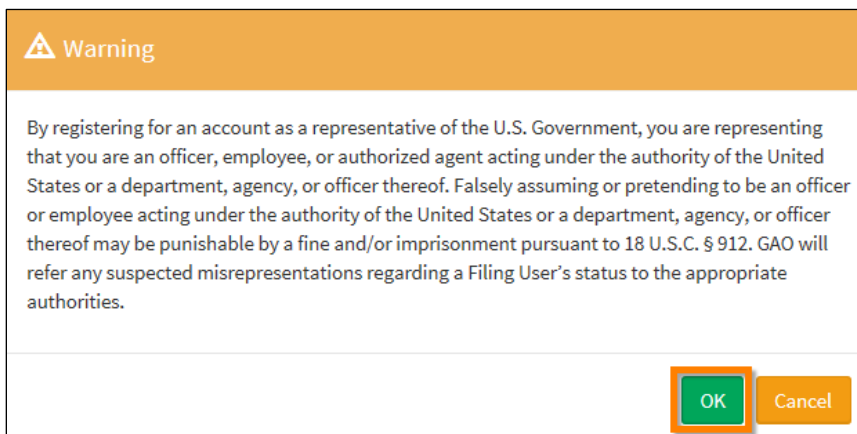 Warning
By registering for an account as a representative of the U.S. Government, you are representing
that you are an officer, employee, or authorized agent acting under the authority of the United
States or a department, agency, or officer thereof. Falsely assuming or pretending to be an officer
or employee acting under the authority of the United States or a department, agency, or officer
thereof may be punishable by a fine and/or imprisonment pursuant to 18 U.S.C. § 912. GAO will
refer any suspected misrepresentations regarding a Filing User’s status to the appropriate
authorities.
OK Cancel